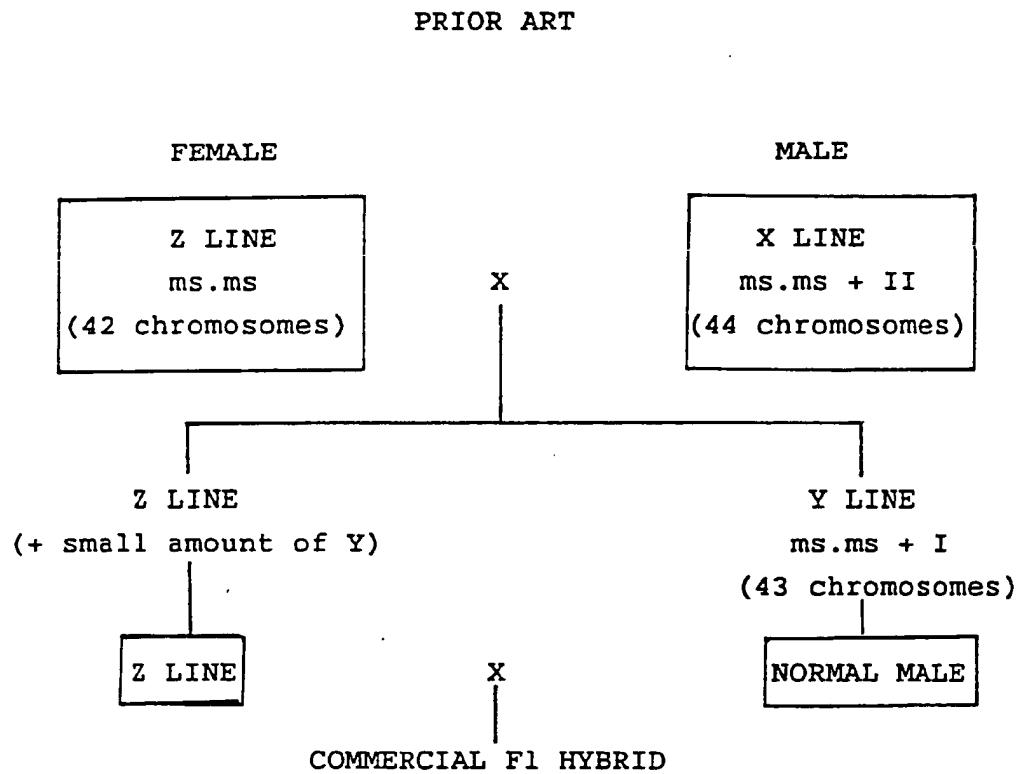 PRIOR ART
FEMALE
MALE
Z LINE
ms.ms
(42 chromosomes)
X
X LINE
ms.ms + II
(44 chromosomes)
Z LINE
(+ small amount of Y)
Y LINE
ms.ms + I
(43 chromosomes)
Z LINE
X
NORMAL MALE
COMMERCIAL F1 HYBRID